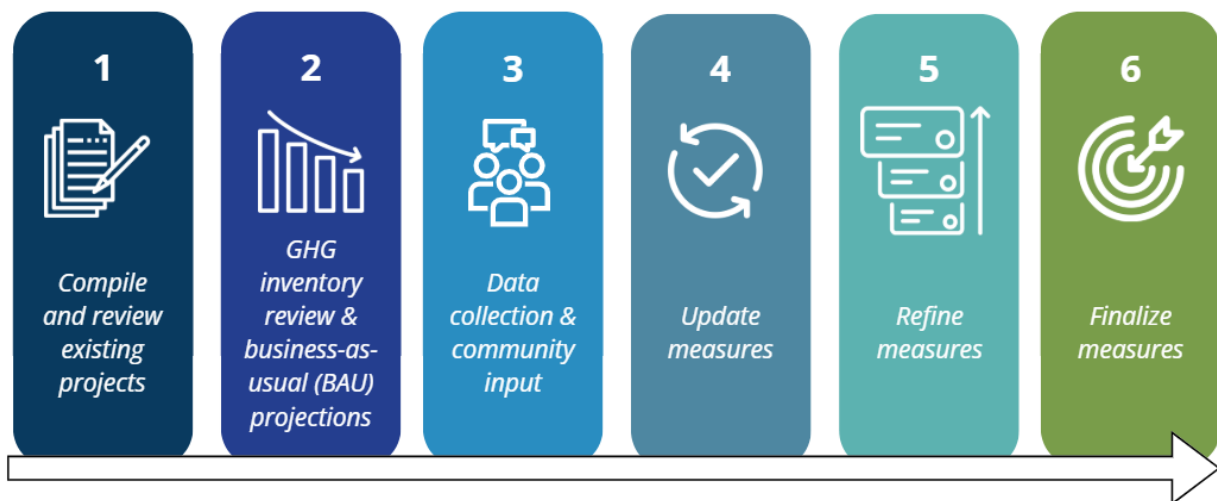 1
Compile
and review
existing
projects
2
GHG
inventory
review &
business-as-
usual (BAU)
projections
3
Data
collection &
community
input
4
Update
measures
5
Refine
measures
6
Finalize
measures